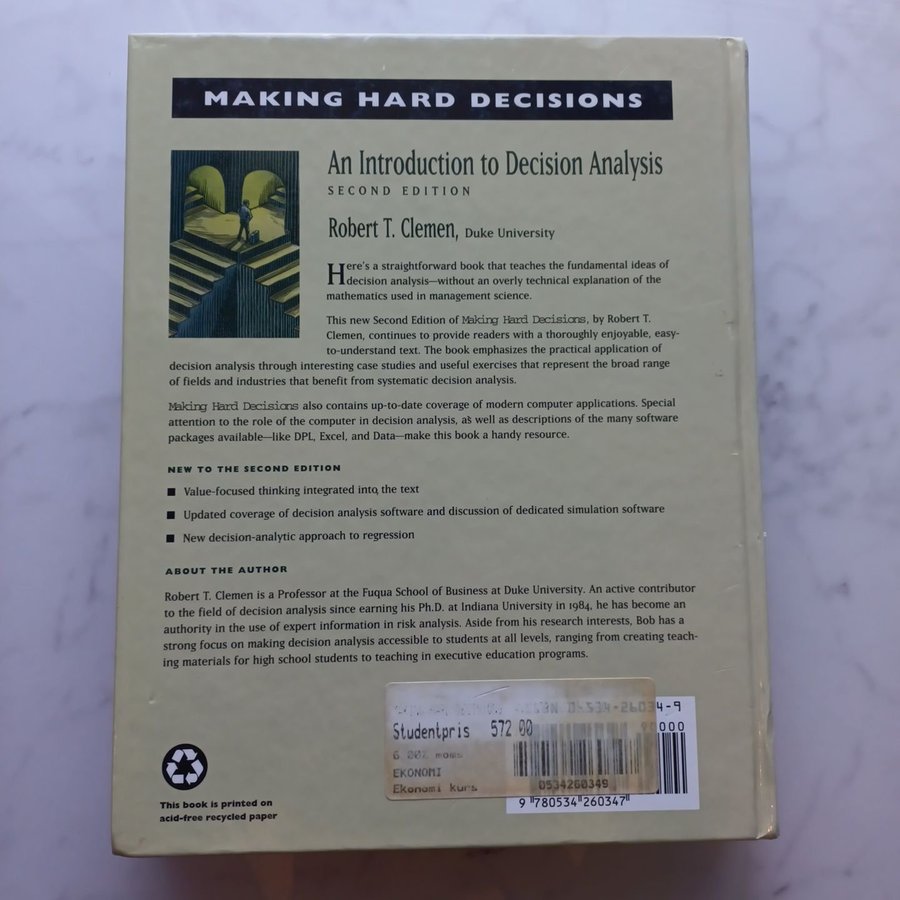 MAKING HARD DECISIONS
An Introduction to Decision Analysis
SECOND EDITION
Robert T. Clemen, Duke University
Here's a straightforward book that teaches the fundamental ideas of
decision analysis—without an overly technical explanation of the
mathematics used in management science.
This new Second Edition of Making Hard Decisions, by Robert T.
Clemen, continues to provide readers with a thoroughly enjoyable, easy-
to-understand text. The book emphasizes the practical application of
decision analysis through interesting case studies and useful exercises that represent the broad range
of fields and industries that benefit from systematic decision analysis.
Making Hard Decisions also contains up-to-date coverage of modern computer applications. Special
attention to the role of the computer in decision analysis, as well as descriptions of the many software
packages available—like DPL, Excel, and Data—make this book a handy resource.
NEW TO THE SECOND EDITION
■ Value-focused thinking integrated into the text
■ Updated coverage of decision analysis software and discussion of dedicated simulation software
■ New decision-analytic approach to regression
ABOUT THE AUTHOR
Robert T. Clemen is a Professor at the Fuqua School of Business at Duke University. An active contributor
to the field of decision analysis since earning his Ph.D. at Indiana University in 1984, he has become an
authority in the use of expert information in risk analysis. Aside from his research interests, Bob has a
strong focus on making decision analysis accessible to students at all levels, ranging from creating teach-
ing materials for high school students to teaching in executive education programs.
ISBN 0-534-26034-9
Studentpris 572 00
90000
6.00% moms
EKONOMI
Ekonomi kurs
0534260349
9 780534 260347
This book is printed on
acid-free recycled paper